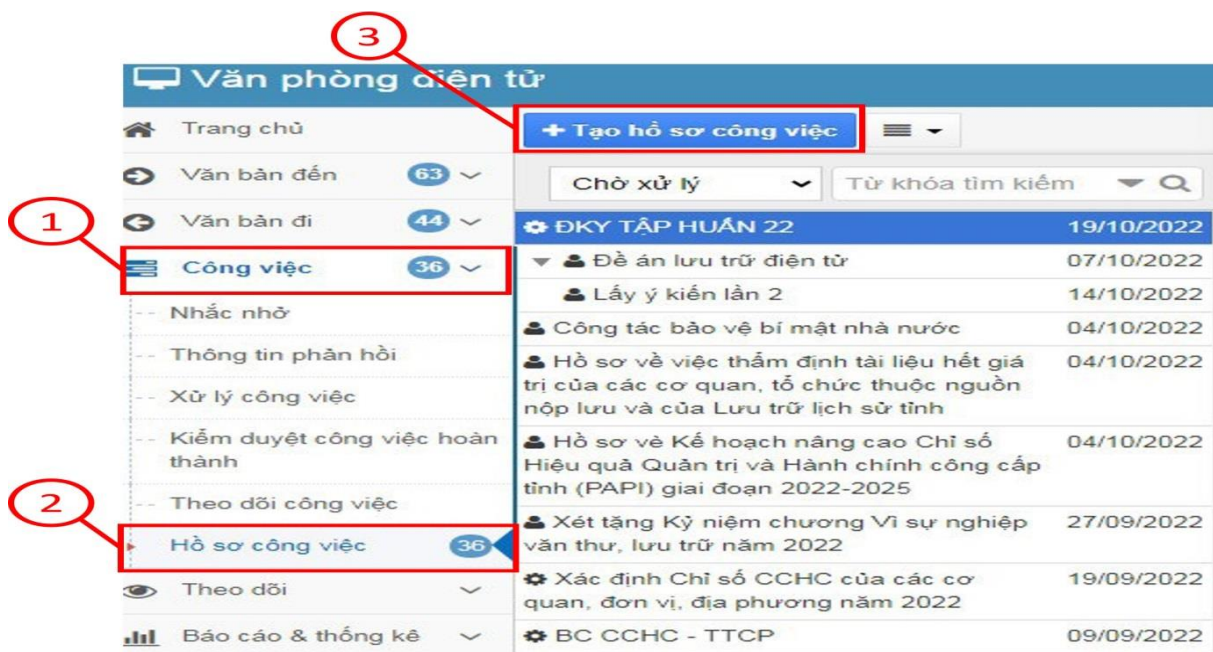 3
Văn phòng điện tử
Trang chủ
+ Tạo hồ sơ công việc
Văn bản đến 63
Chờ xử lý
Từ khóa tìm kiếm
1
Văn bản đi 44
ĐKY TẬP HUẤN 22 19/10/2022
Công việc 36
Đề án lưu trữ điện tử 07/10/2022
Lấy ý kiến lần 2 14/10/2022
Nhắc nhở
Công tác bảo vệ bí mật nhà nước 04/10/2022
Thông tin phản hồi
Hồ sơ về việc thẩm định tài liệu hết giá 04/10/2022
trị của các cơ quan, tổ chức thuộc nguồn
nộp lưu và của Lưu trữ lịch sử tỉnh
Xử lý công việc
Kiểm duyệt công việc hoàn
thành
Hồ sơ vè Kế hoạch nâng cao Chỉ số 04/10/2022
Hiệu quả Quản trị và Hành chính công cấp
tỉnh (PAPI) giai đoạn 2022-2025
2
Theo dõi công việc
Xét tặng Kỷ niệm chương Vì sự nghiệp 27/09/2022
văn thư, lưu trữ năm 2022
Hồ sơ công việc 36
Theo dõi
Xác định Chỉ số CCHC của các cơ 19/09/2022
quan, đơn vị, địa phương năm 2022
Báo cáo & thống kê
BC CCHC - TTCP 09/09/2022